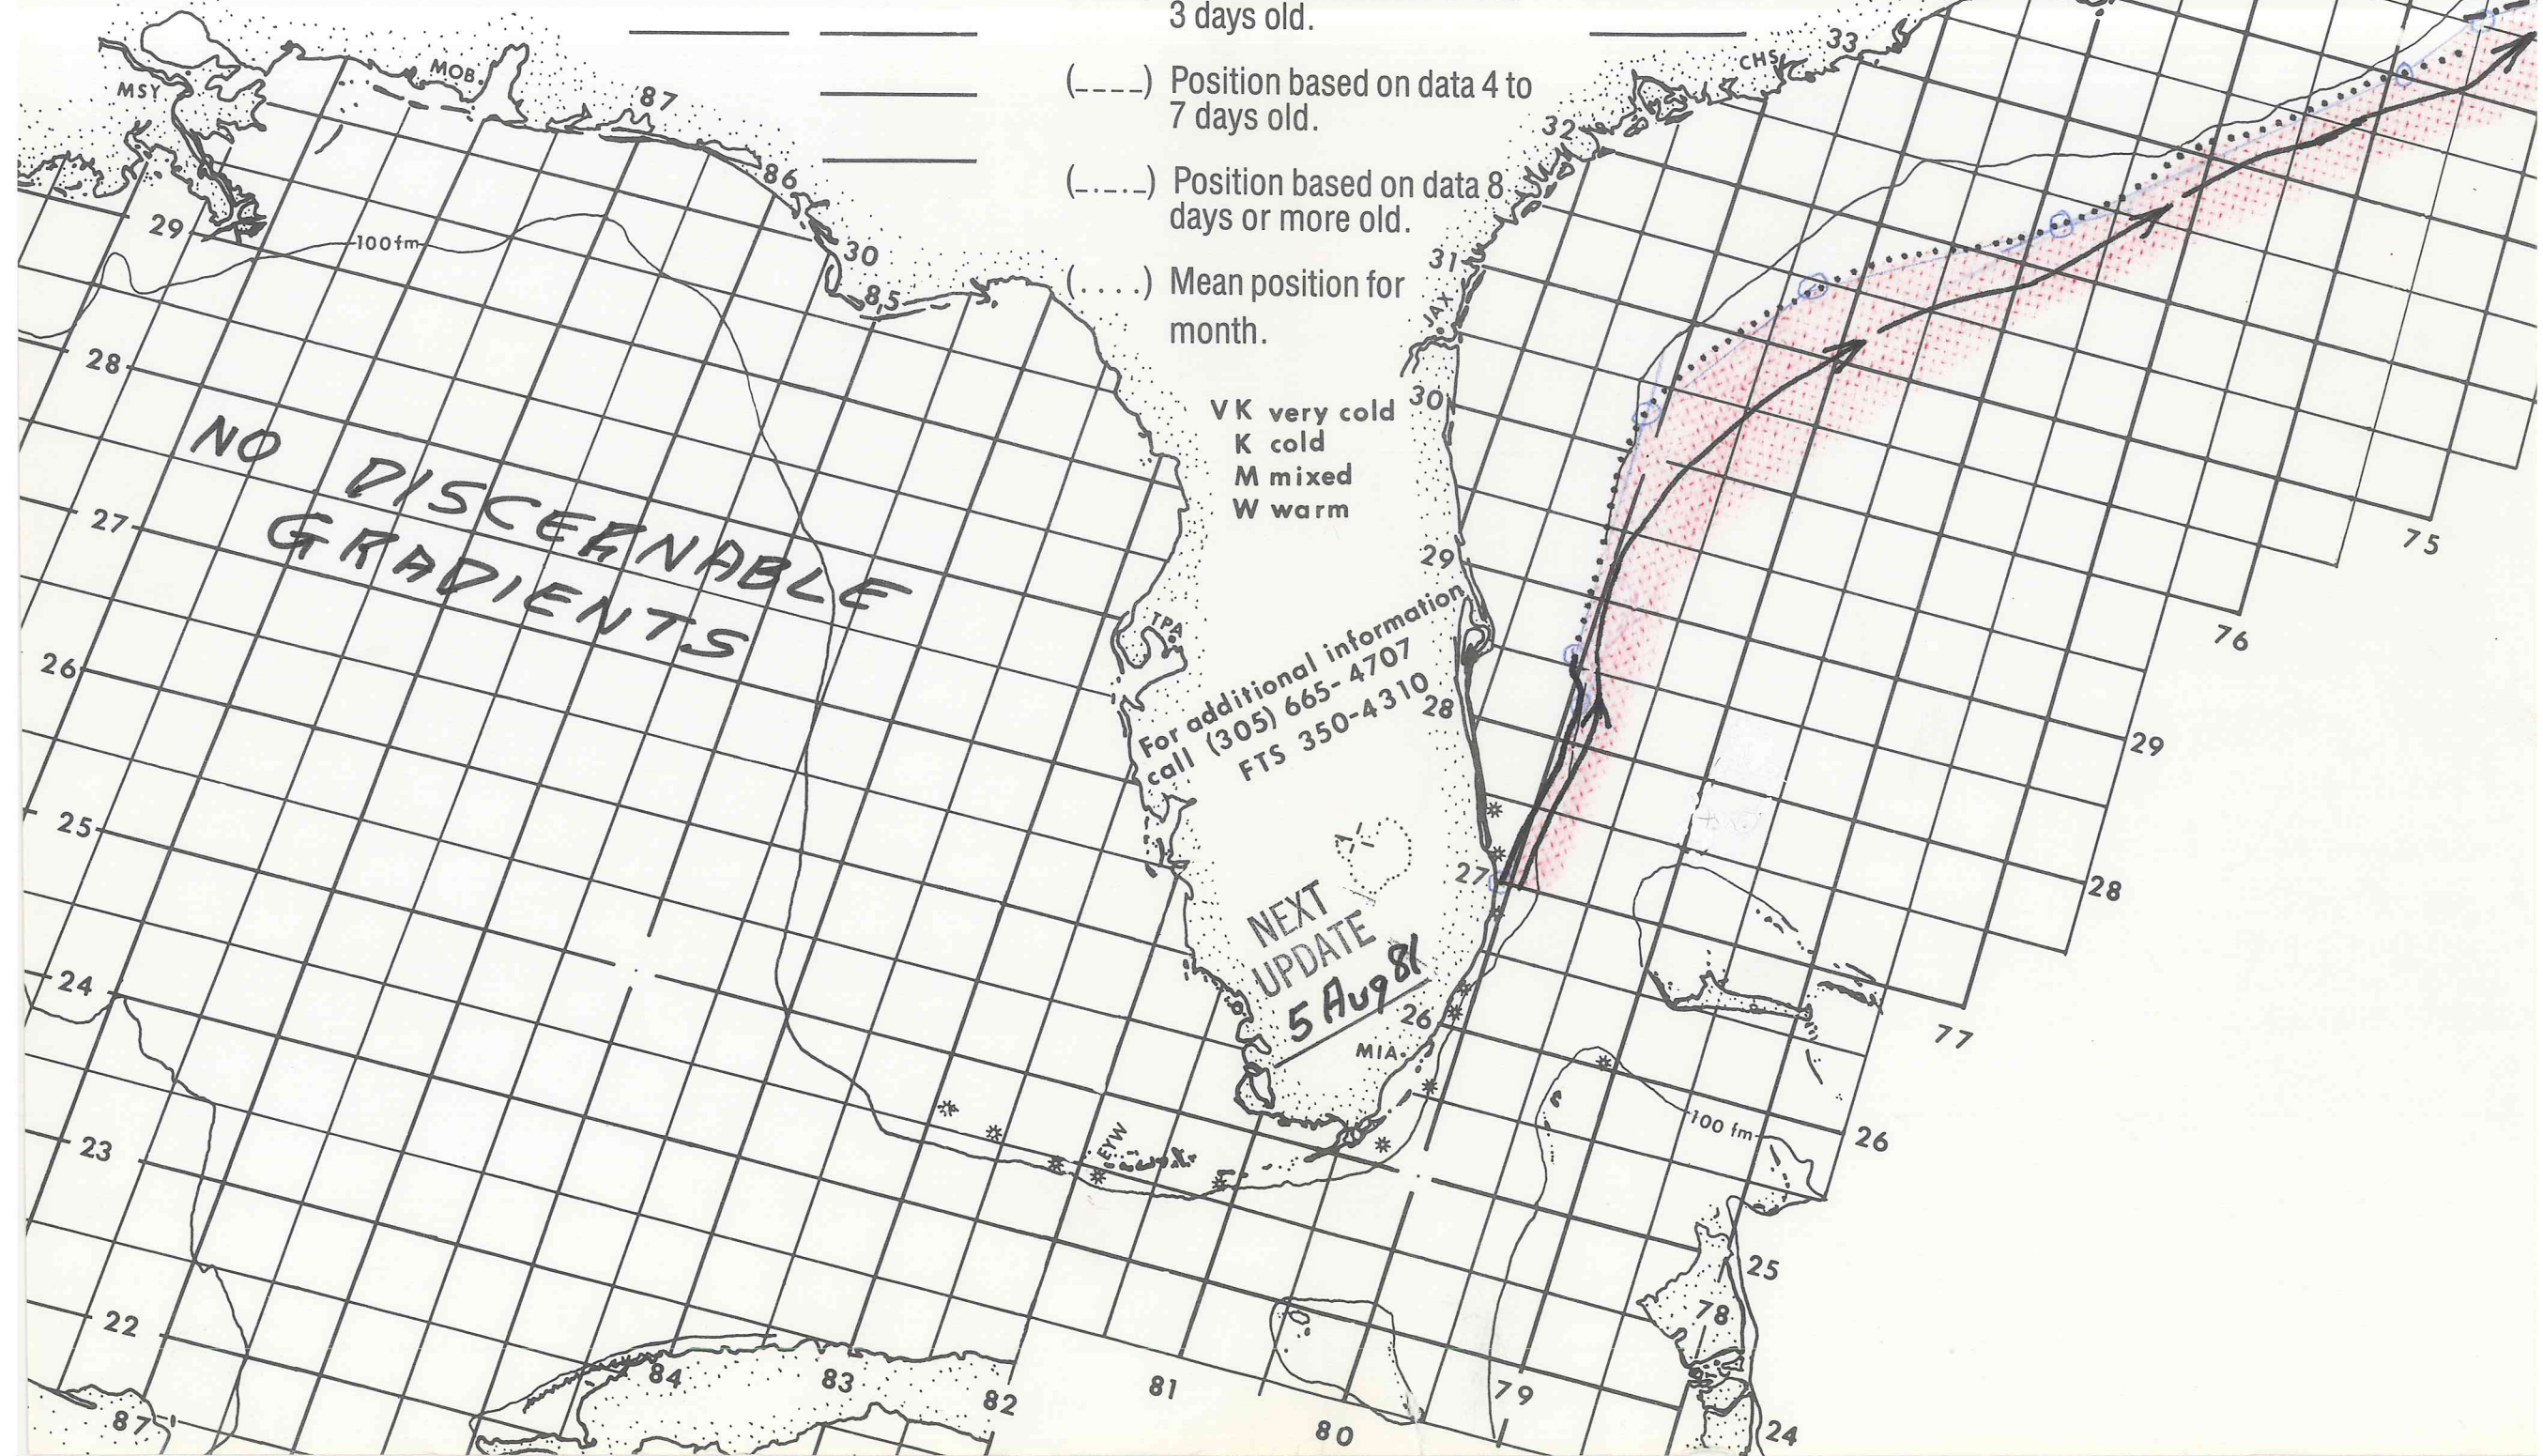 3 days old.
(----) Position based on data 4 to
7 days old.
(-.-.-) Position based on data 8
days or more old.
(....) Mean position for
month.
VK very cold
K cold
M mixed
W warm
For additional information
call (305) 665-4707
FTS 350-4310
NEXT
UPDATE
5 Aug 81
NO DISCERNABLE
GRADIENTS
MSY
MOB.
87
86
30
85
29
100fm
28
27
26
25
24
23
22
87
84
83
82
81
80
79
TPA
EYW
MIA.
JAX
CHS
33
32
31
30
29
28
27
26
75
76
29
28
77
26
100 fm
25
78
24